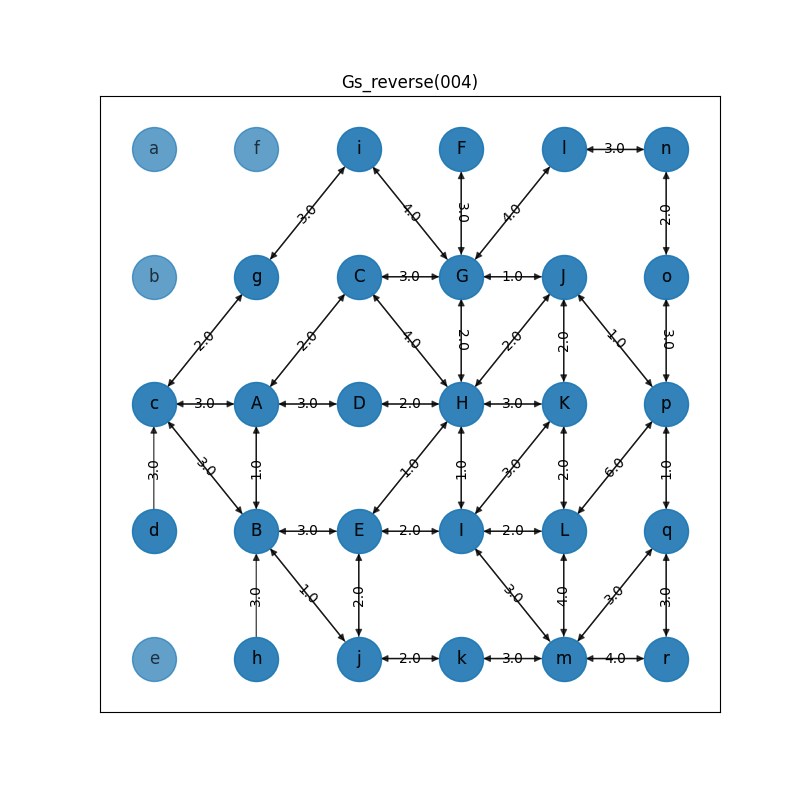 Gs_reverse(004)
a f i F l n
3.0
3.0 4.0 3.0 4.0 2.0
b g C G J o
3.0 1.0
2.0 2.0 4.0 2.0 2.0 2.0 1.0 3.0
c A D H K p
3.0 3.0 2.0 3.0
3.0 3.0 1.0 1.0 1.0 3.0 2.0 6.0 1.0
d B E I L q
3.0 2.0 2.0
3.0 1.0 2.0 3.0 4.0 3.0 3.0
e h j k m r
2.0 3.0 4.0